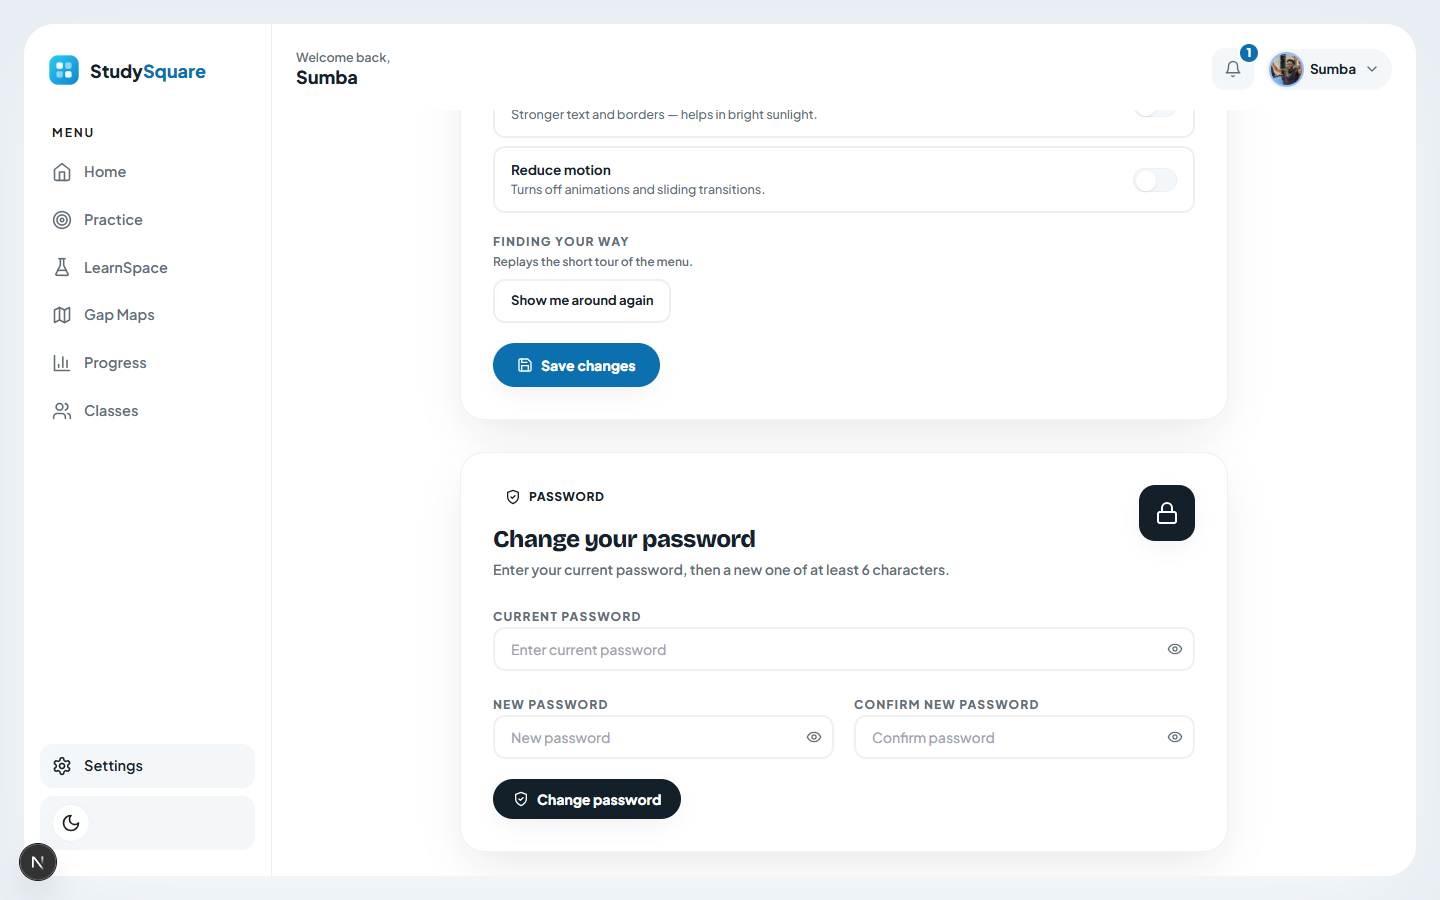 StudySquare
MENU
Home
Practice
LearnSpace
Gap Maps
Progress
Classes
Settings
N
Welcome back,
Sumba
1
Sumba
Stronger text and borders — helps in bright sunlight.
Reduce motion
Turns off animations and sliding transitions.
FINDING YOUR WAY
Replays the short tour of the menu.
Show me around again
Save changes
PASSWORD
Change your password
Enter your current password, then a new one of at least 6 characters.
CURRENT PASSWORD
Enter current password
NEW PASSWORD
New password
CONFIRM NEW PASSWORD
Confirm password
Change password